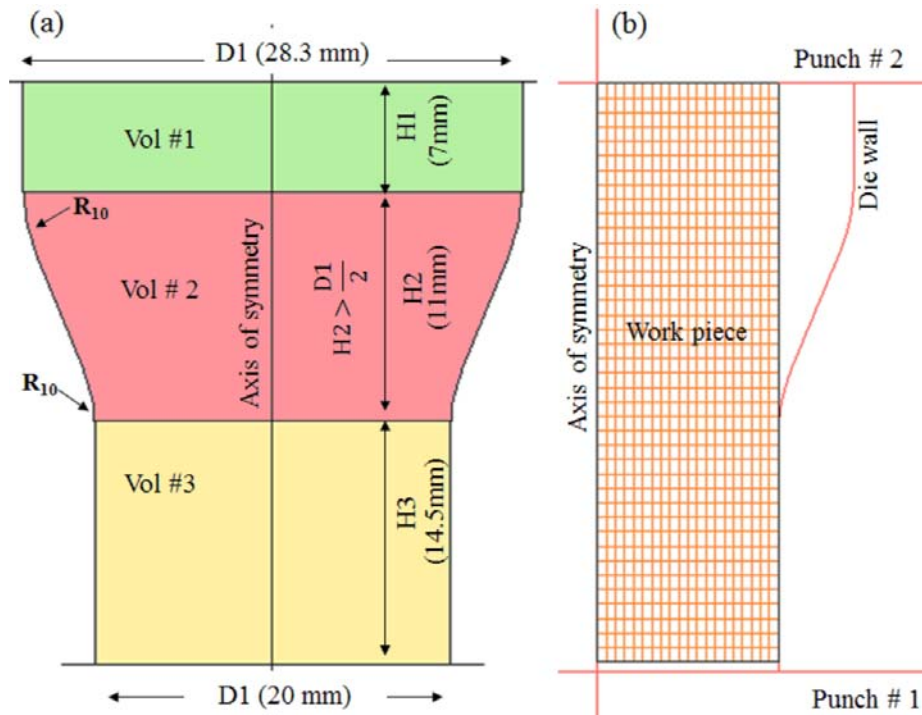 (a)
D1 (28.3 mm)
Vol #1
H1
(7mm)
R10
Vol # 2
Axis of symmetry
H2 > D1/2
H2
(11mm)
R10
Vol #3
H3
(14.5mm)
D1 (20 mm)
(b)
Punch # 2
Die wall
Axis of symmetry
Work piece
Punch # 1